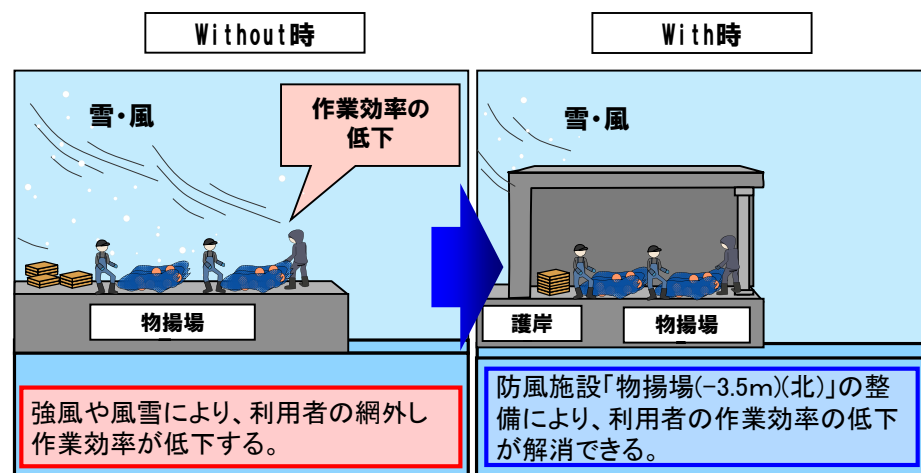 Without時
With時
雪・風
作業効率の
低下
雪・風
物揚場
護岸
物揚場
強風や風雪により、利用者の網外し
作業効率が低下する。
防風施設「物揚場(-3.5m)(北)」の整
備により、利用者の作業効率の低下
が解消できる。